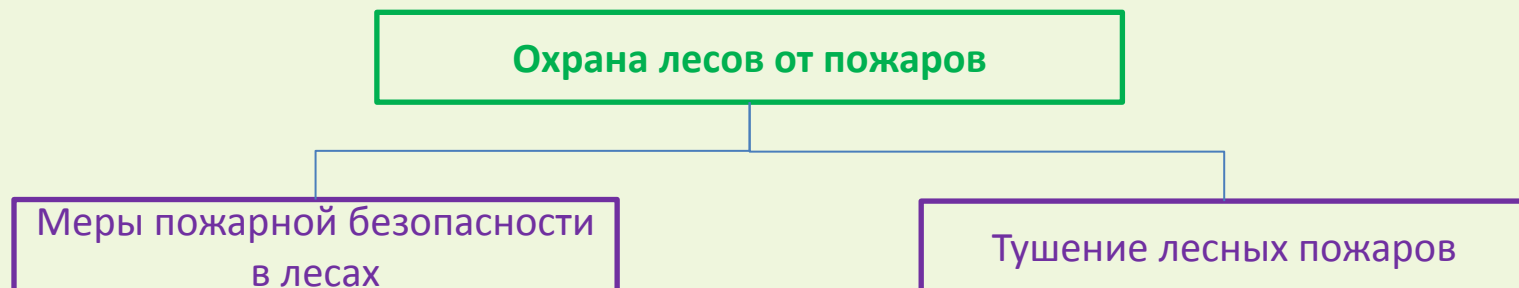 Охрана лесов от пожаров
Меры пожарной безопасности
в лесах
Тушение лесных пожаров